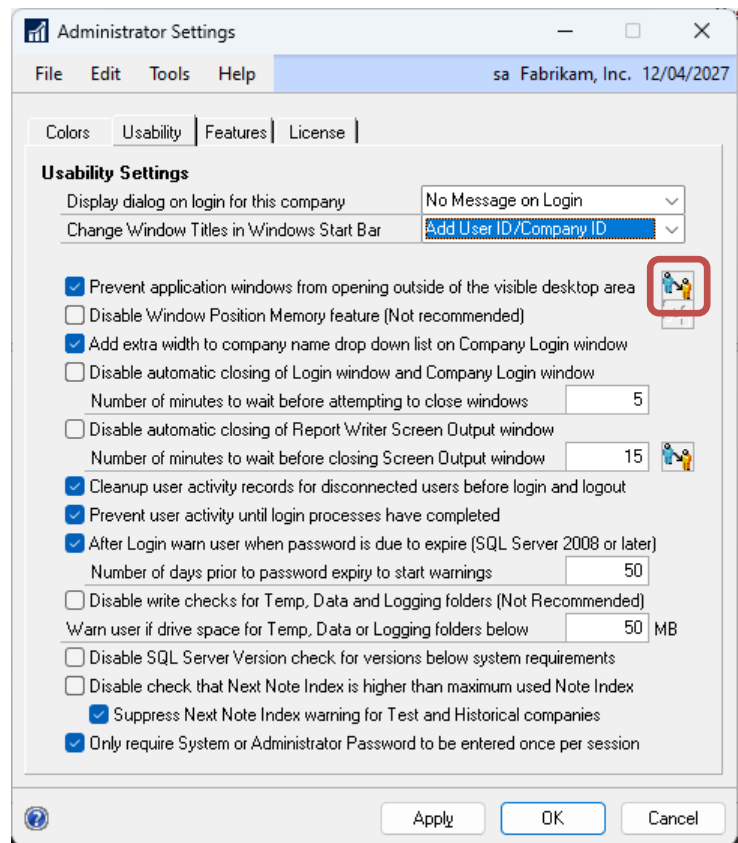 Administrator Settings
File Edit Tools Help sa Fabrikam, Inc. 12/04/2027
Colors Usability Features License
Usability Settings
Display dialog on login for this company No Message on Login
Change Window Titles in Windows Start Bar Add User ID/Company ID
Prevent application windows from opening outside of the visible desktop area
Disable Window Position Memory feature (Not recommended)
Add extra width to company name drop down list on Company Login window
Disable automatic closing of Login window and Company Login window
Number of minutes to wait before attempting to close windows 5
Disable automatic closing of Report Writer Screen Output window
Number of minutes to wait before closing Screen Output window 15
Cleanup user activity records for disconnected users before login and logout
Prevent user activity until login processes have completed
After Login warn user when password is due to expire (SQL Server 2008 or later)
Number of days prior to password expiry to start warnings 50
Disable write checks for Temp, Data and Logging folders (Not Recommended)
Warn user if drive space for Temp, Data or Logging folders below 50 MB
Disable SQL Server Version check for versions below system requirements
Disable check that Next Note Index is higher than maximum used Note Index
Suppress Next Note Index warning for Test and Historical companies
Only require System or Administrator Password to be entered once per session
Apply OK Cancel